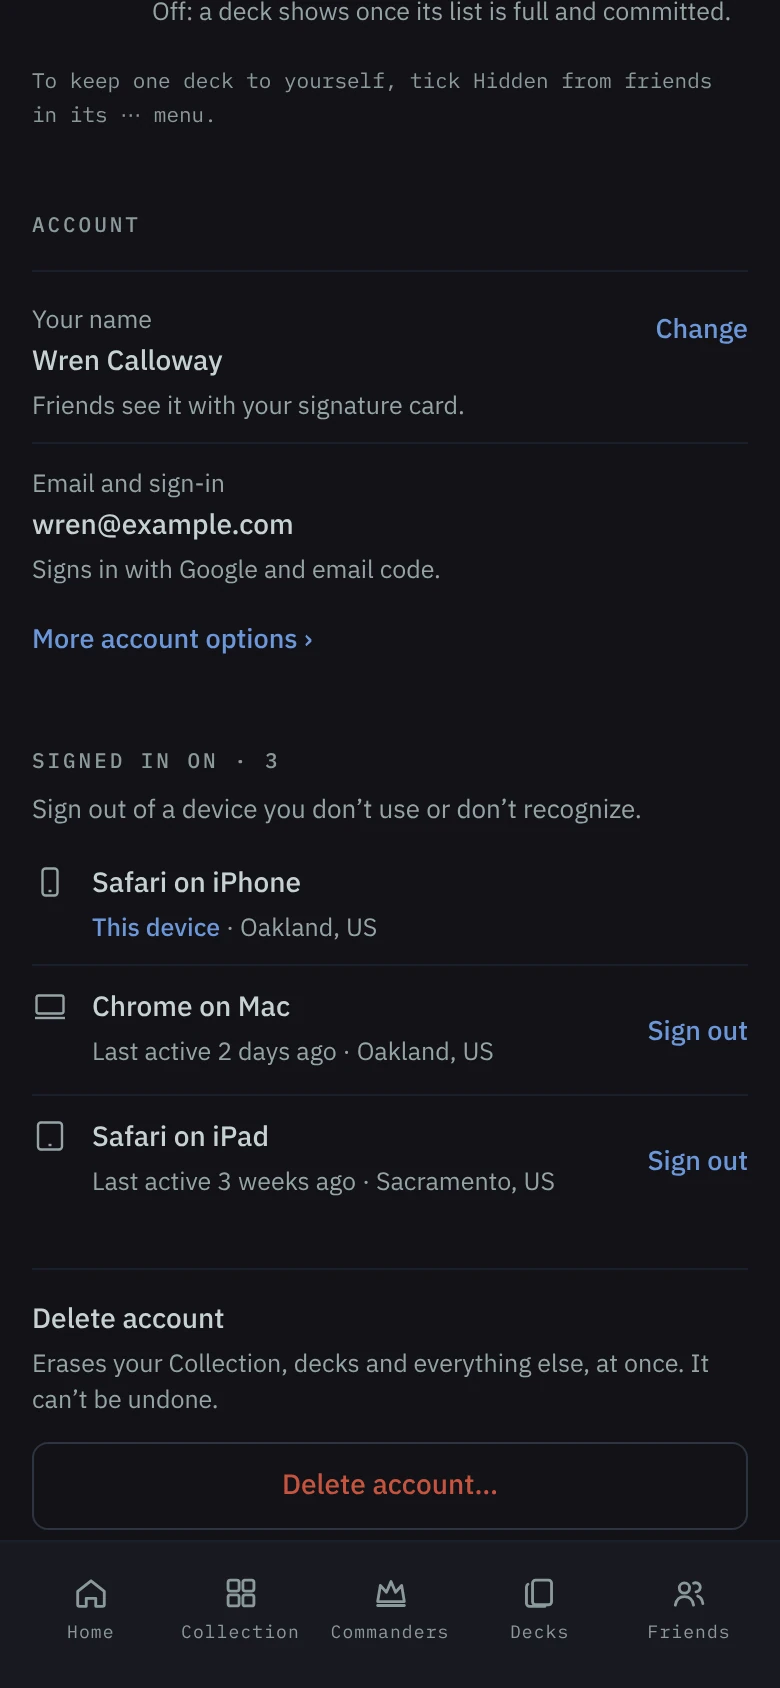 Off: a deck shows once its list is full and committed.
To keep one deck to yourself, tick Hidden from friends
in its ··· menu.
ACCOUNT
Your name
Change
Wren Calloway
Friends see it with your signature card.
Email and sign-in
wren@example.com
Signs in with Google and email code.
More account options ›
SIGNED IN ON · 3
Sign out of a device you don’t use or don’t recognize.
Safari on iPhone
This device · Oakland, US
Chrome on Mac
Sign out
Last active 2 days ago · Oakland, US
Safari on iPad
Sign out
Last active 3 weeks ago · Sacramento, US
Delete account
Erases your Collection, decks and everything else, at once. It
can’t be undone.
Delete account...
Home Collection Commanders Decks Friends